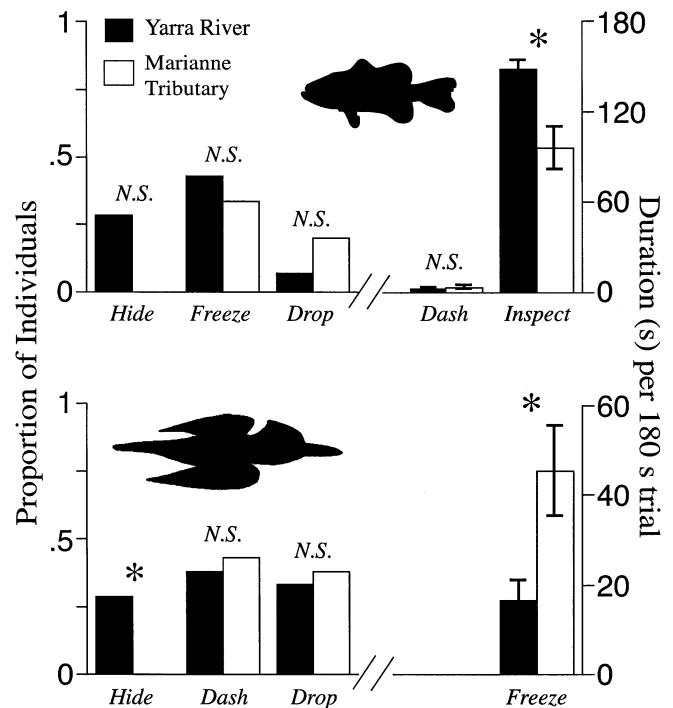 1
Yarra River
Marianne
Tributary
*
180
120
N.S.
N.S.
.5
N.S.
60
N.S.
0
0
Hide Freeze Drop Dash Inspect
Proportion of Individuals
Duration (s) per 180 s trial
1
*
60
40
.5
N.S.
N.S.
*
20
0
0
Hide Dash Drop Freeze